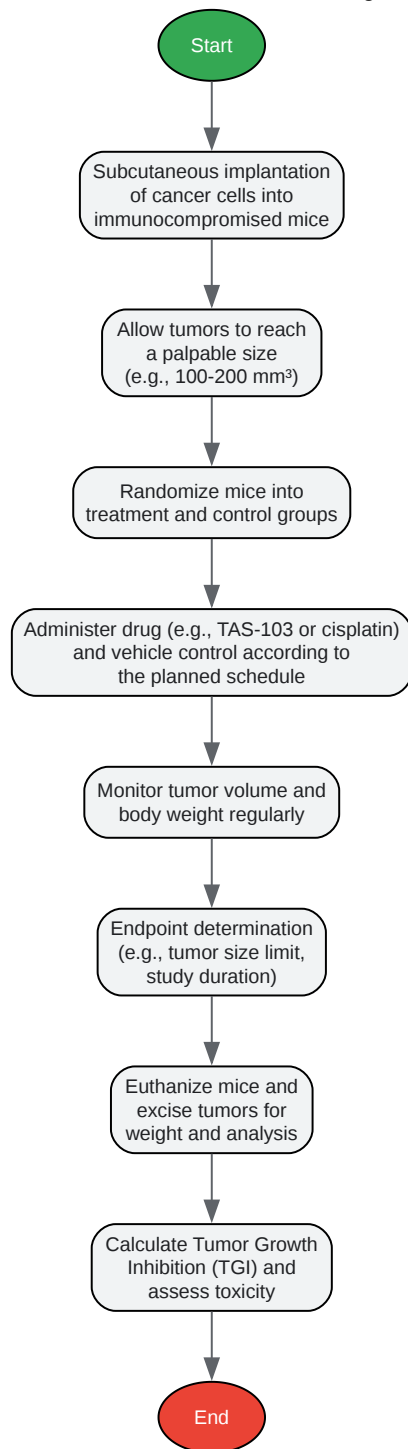 Start
Subcutaneous implantation
of cancer cells into
immunocompromised mice
Allow tumors to reach
a palpable size
(e.g., 100-200 mm³)
Randomize mice into
treatment and control groups
Administer drug (e.g., TAS-103 or cisplatin)
and vehicle control according to
the planned schedule
Monitor tumor volume and
body weight regularly
Endpoint determination
(e.g., tumor size limit,
study duration)
Euthanize mice and
excise tumors for
weight and analysis
Calculate Tumor Growth
Inhibition (TGI) and
assess toxicity
End